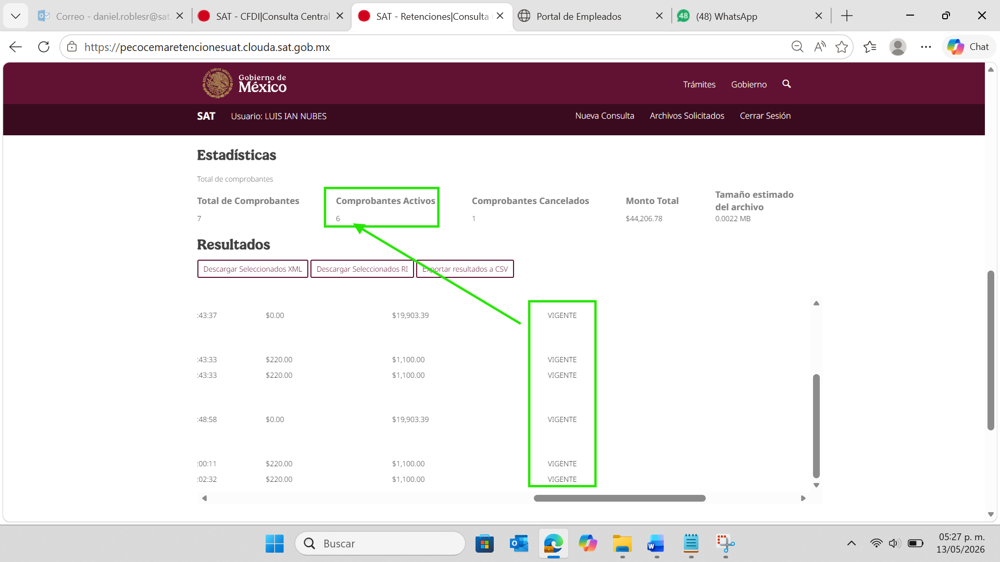 Correo - daniel.roblesr@sat.
SAT - CFDI|Consulta Central
SAT - Retenciones|Consulta
Portal de Empleados
48
(48) WhatsApp
https://pecocemaretencionesuat.clouda.sat.gob.mx
Chat
Gobierno de
México
Trámites
Gobierno
SAT
Usuario: LUIS IAN NUBES
Nueva Consulta
Archivos Solicitados
Cerrar Sesión
Estadísticas
Total de comprobantes
Total de Comprobantes
Comprobantes Activos
Comprobantes Cancelados
Monto Total
Tamaño estimado
del archivo
7
6
1
$44,206.78
0.0022 MB
Resultados
Descargar Seleccionados XML
Descargar Seleccionados RI
Exportar resultados a CSV
:43:37 $0.00 $19,903.39 VIGENTE
:43:33 $220.00 $1,100.00 VIGENTE
:43:33 $220.00 $1,100.00 VIGENTE
:48:58 $0.00 $19,903.39 VIGENTE
:00:11 $220.00 $1,100.00 VIGENTE
:02:32 $220.00 $1,100.00 VIGENTE
Buscar
05:27 p. m.
13/05/2026